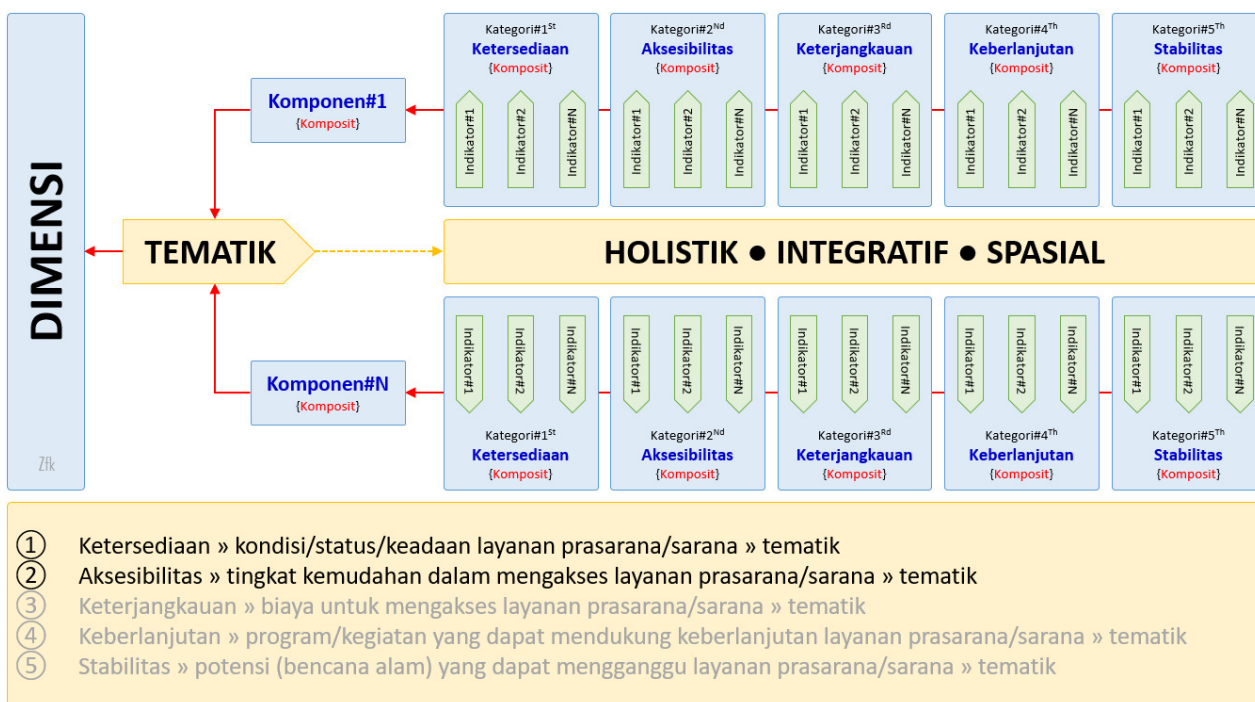 Kategori#1St
Ketersediaan
{Komposit}
Indikator#1
Indikator#2
Indikator#N
Kategori#2Nd
Aksesibilitas
{Komposit}
Indikator#1
Indikator#2
Indikator#N
Kategori#3Rd
Keterjangkauan
{Komposit}
Indikator#1
Indikator#2
Indikator#N
Kategori#4Th
Keberlanjutan
{Komposit}
Indikator#1
Indikator#2
Indikator#N
Kategori#5Th
Stabilitas
{Komposit}
Indikator#1
Indikator#2
Indikator#N
Komponen#1
{Komposit}
DIMENSI
TEMATIK
HOLISTIK ● INTEGRATIF ● SPASIAL
Komponen#N
{Komposit}
Indikator#1
Indikator#2
Indikator#N
Kategori#1St
Ketersediaan
{Komposit}
Indikator#1
Indikator#2
Indikator#N
Kategori#2Nd
Aksesibilitas
{Komposit}
Indikator#1
Indikator#2
Indikator#N
Kategori#3Rd
Keterjangkauan
{Komposit}
Indikator#1
Indikator#2
Indikator#N
Kategori#4Th
Keberlanjutan
{Komposit}
Indikator#1
Indikator#2
Indikator#N
Kategori#5Th
Stabilitas
{Komposit}
Zfk
① Ketersediaan » kondisi/status/keadaan layanan prasarana/sarana » tematik
② Aksesibilitas » tingkat kemudahan dalam mengakses layanan prasarana/sarana » tematik
③ Keterjangkauan » biaya untuk mengakses layanan prasarana/sarana » tematik
④ Keberlanjutan » program/kegiatan yang dapat mendukung keberlanjutan layanan prasarana/sarana » tematik
⑤ Stabilitas » potensi (bencana alam) yang dapat mengganggu layanan prasarana/sarana » tematik